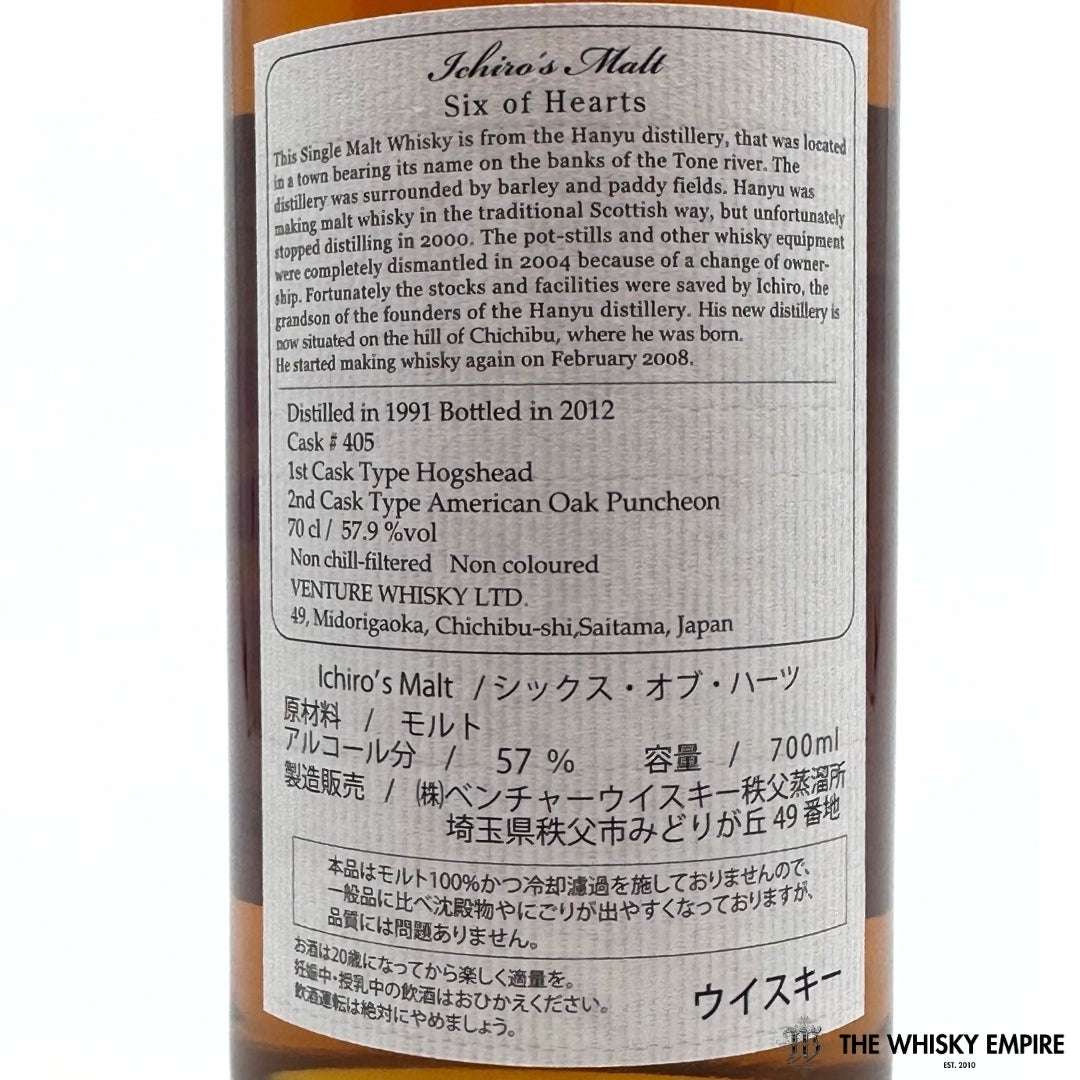 Ichiro's Malt
Six of Hearts
This Single Malt Whisky is from the Hanyu distillery, that was located
in a town bearing its name on the banks of the Tone river. The
distillery was surrounded by barley and paddy fields. Hanyu was
making malt whisky in the traditional Scottish way, but unfortunately
stopped distilling in 2000. The pot-stills and other whisky equipment
were completely dismantled in 2004 because of a change of owner-
ship. Fortunately the stocks and facilities were saved by Ichiro, the
grandson of the founders of the Hanyu distillery. His new distillery is
now situated on the hill of Chichibu, where he was born.
He started making whisky again on February 2008.
Distilled in 1991 Bottled in 2012
Cask # 405
1st Cask Type Hogshead
2nd Cask Type American Oak Puncheon
70 cl / 57.9 %vol
Non chill-filtered Non coloured
VENTURE WHISKY LTD.
49, Midorigaoka, Chichibu-shi,Saitama, Japan
Ichiro's Malt / シックス・オブ・ハーツ
原材料 / モルト
アルコール分 / 57 % 容量 / 700ml
製造販売 / ㈱ベンチャーウイスキー秩父蒸溜所
埼玉県秩父市みどりが丘 49 番地
本品はモルト100%かつ冷却濾過を施しておりませんので、
一般品に比べ沈殿物やにごりが出やすくなっておりますが、
品質には問題ありません。
お酒は20歳になってから楽しく適量を。
妊娠中・授乳中の飲酒はおひかえください。
飲酒運転は絶対にやめましょう。
ウイスキー
THE WHISKY EMPIRE
EST. 2010